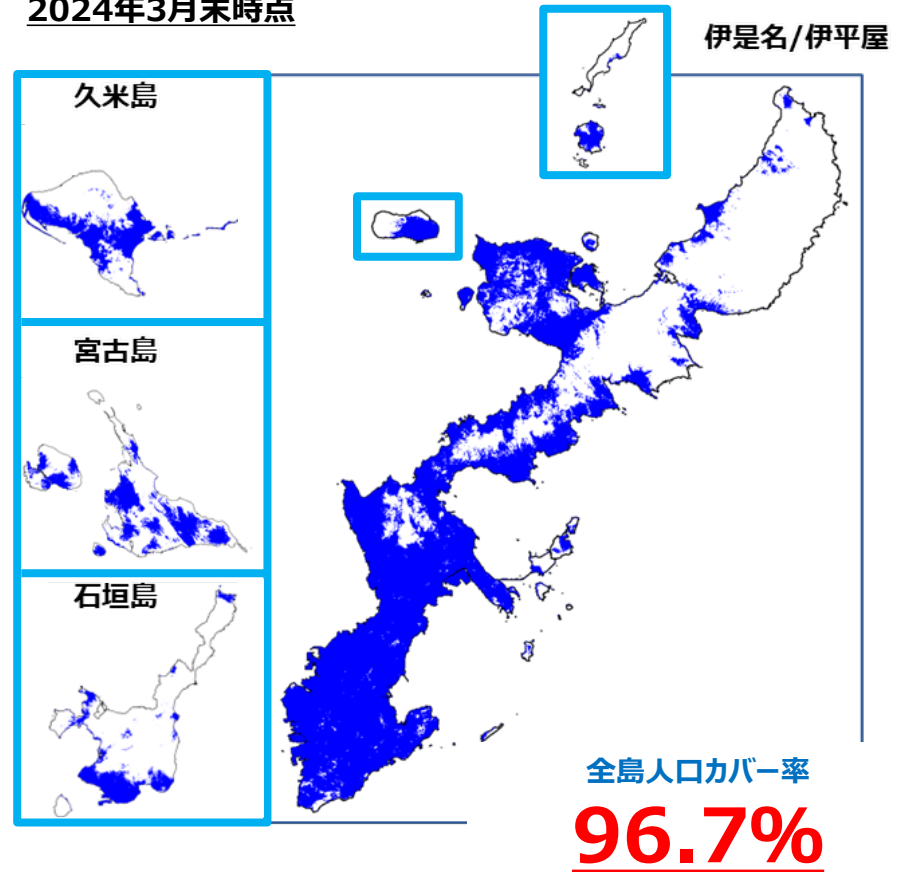 2024年3月末時点
伊是名/伊平屋
久米島
宮古島
石垣島
全島人口カバー率
96.7%